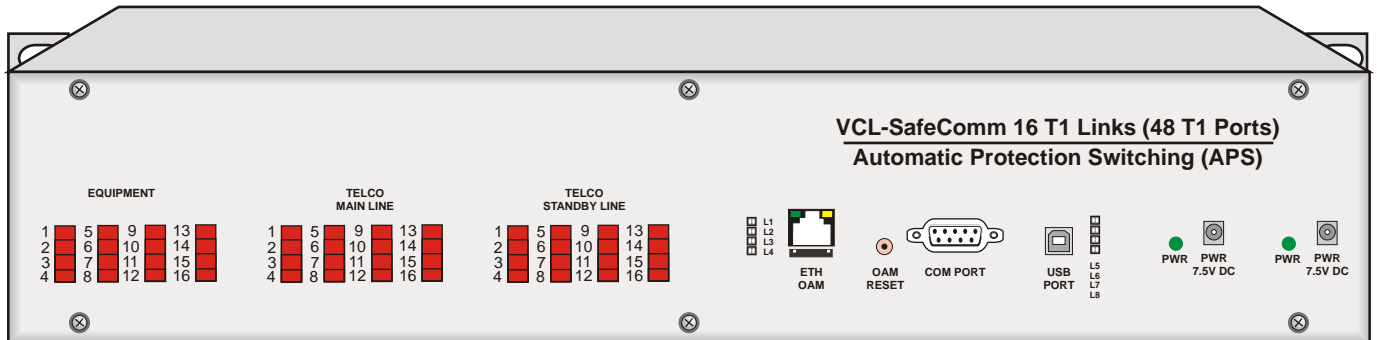 VCL-SafeComm 16 T1 Links (48 T1 Ports)
Automatic Protection Switching (APS)
EQUIPMENT
1 5 9 13
2 6 10 14
3 7 11 15
4 8 12 16
TELCO
MAIN LINE
1 5 9 13
2 6 10 14
3 7 11 15
4 8 12 16
TELCO
STANDBY LINE
1 5 9 13
2 6 10 14
3 7 11 15
4 8 12 16
L1
L2
L3
L4
ETH
OAM
OAM
RESET
COM PORT
USB
PORT
L5
L6
L7
L8
PWR
PWR
7.5V DC
PWR
PWR
7.5V DC